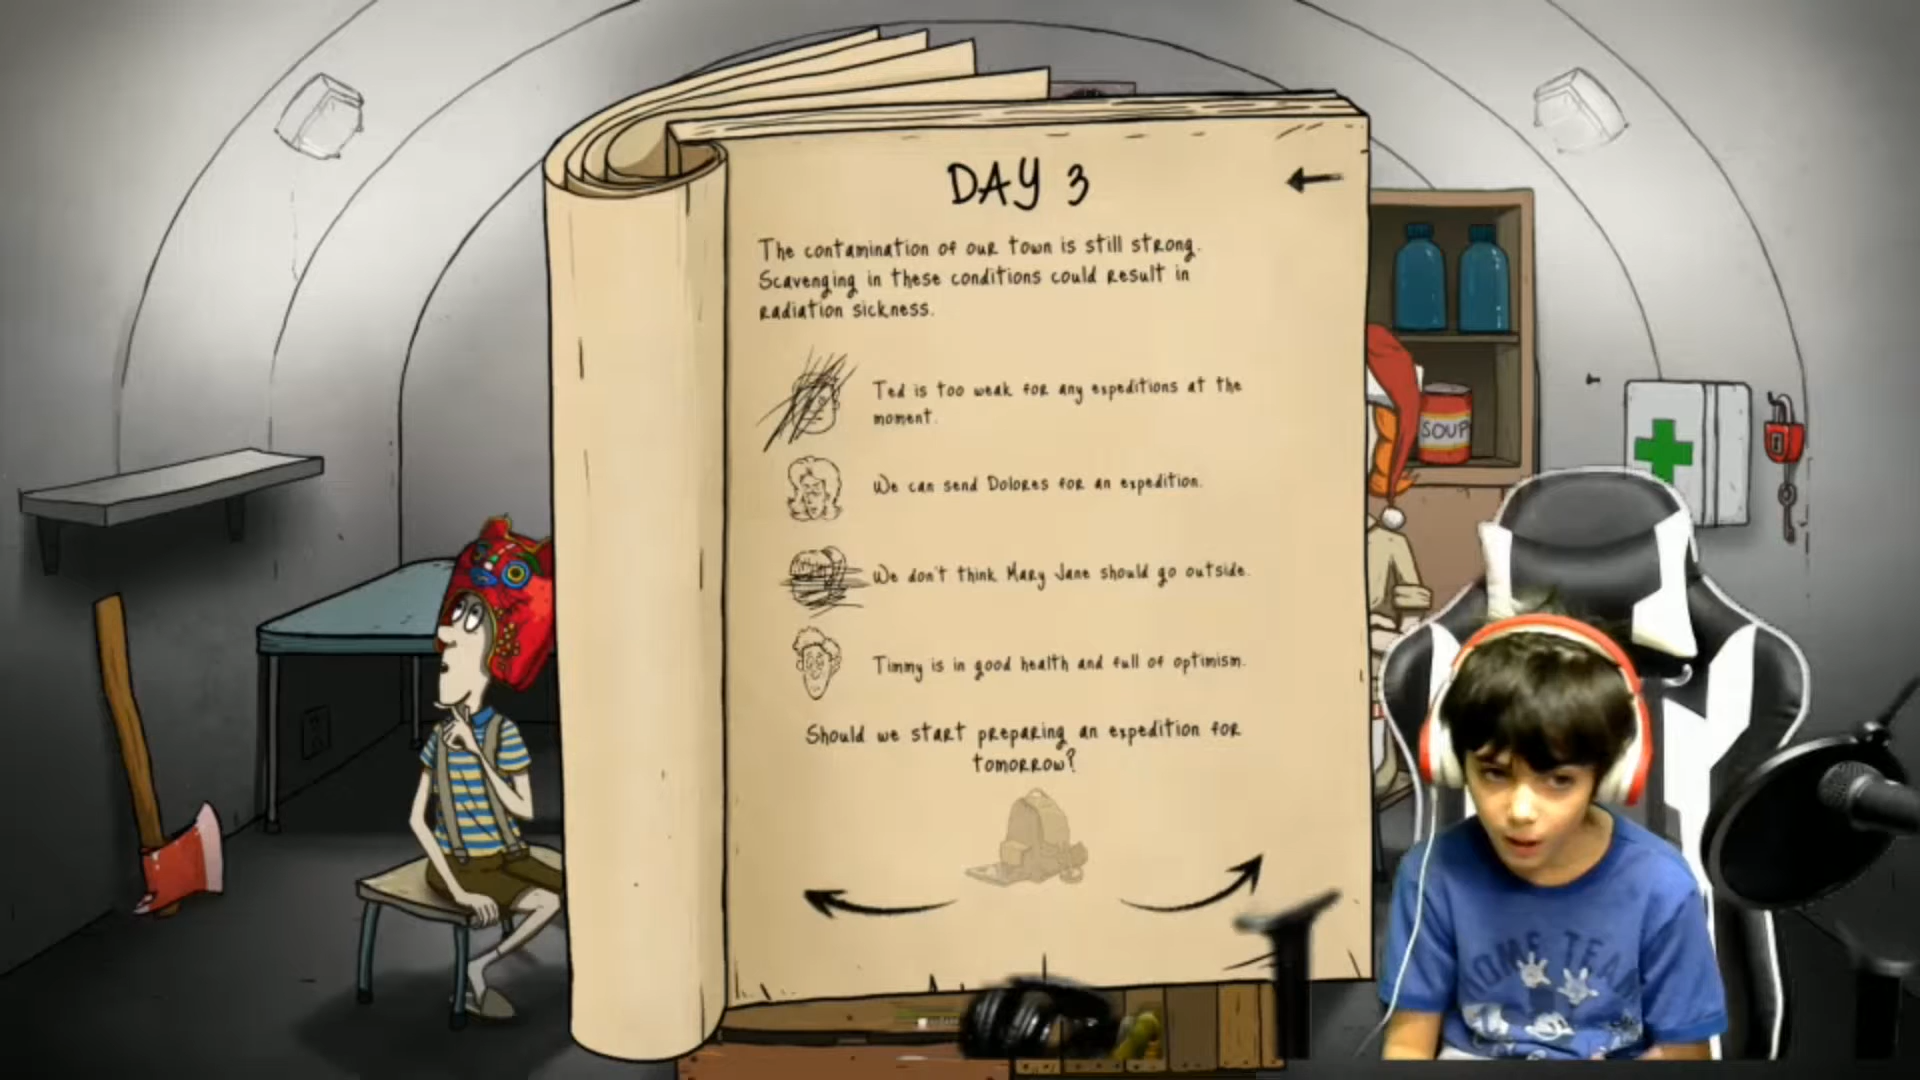 DAY 3
The contamination of our town is still strong.
Scavenging in these conditions could result in
radiation sickness.
Ted is too weak for any expeditions at the
moment.
We can send Dolores for an expedition.
We don't think Mary Jane should go outside.
Timmy is in good health and full of optimism.
Should we start preparing an expedition for
tomorrow?
SOUP